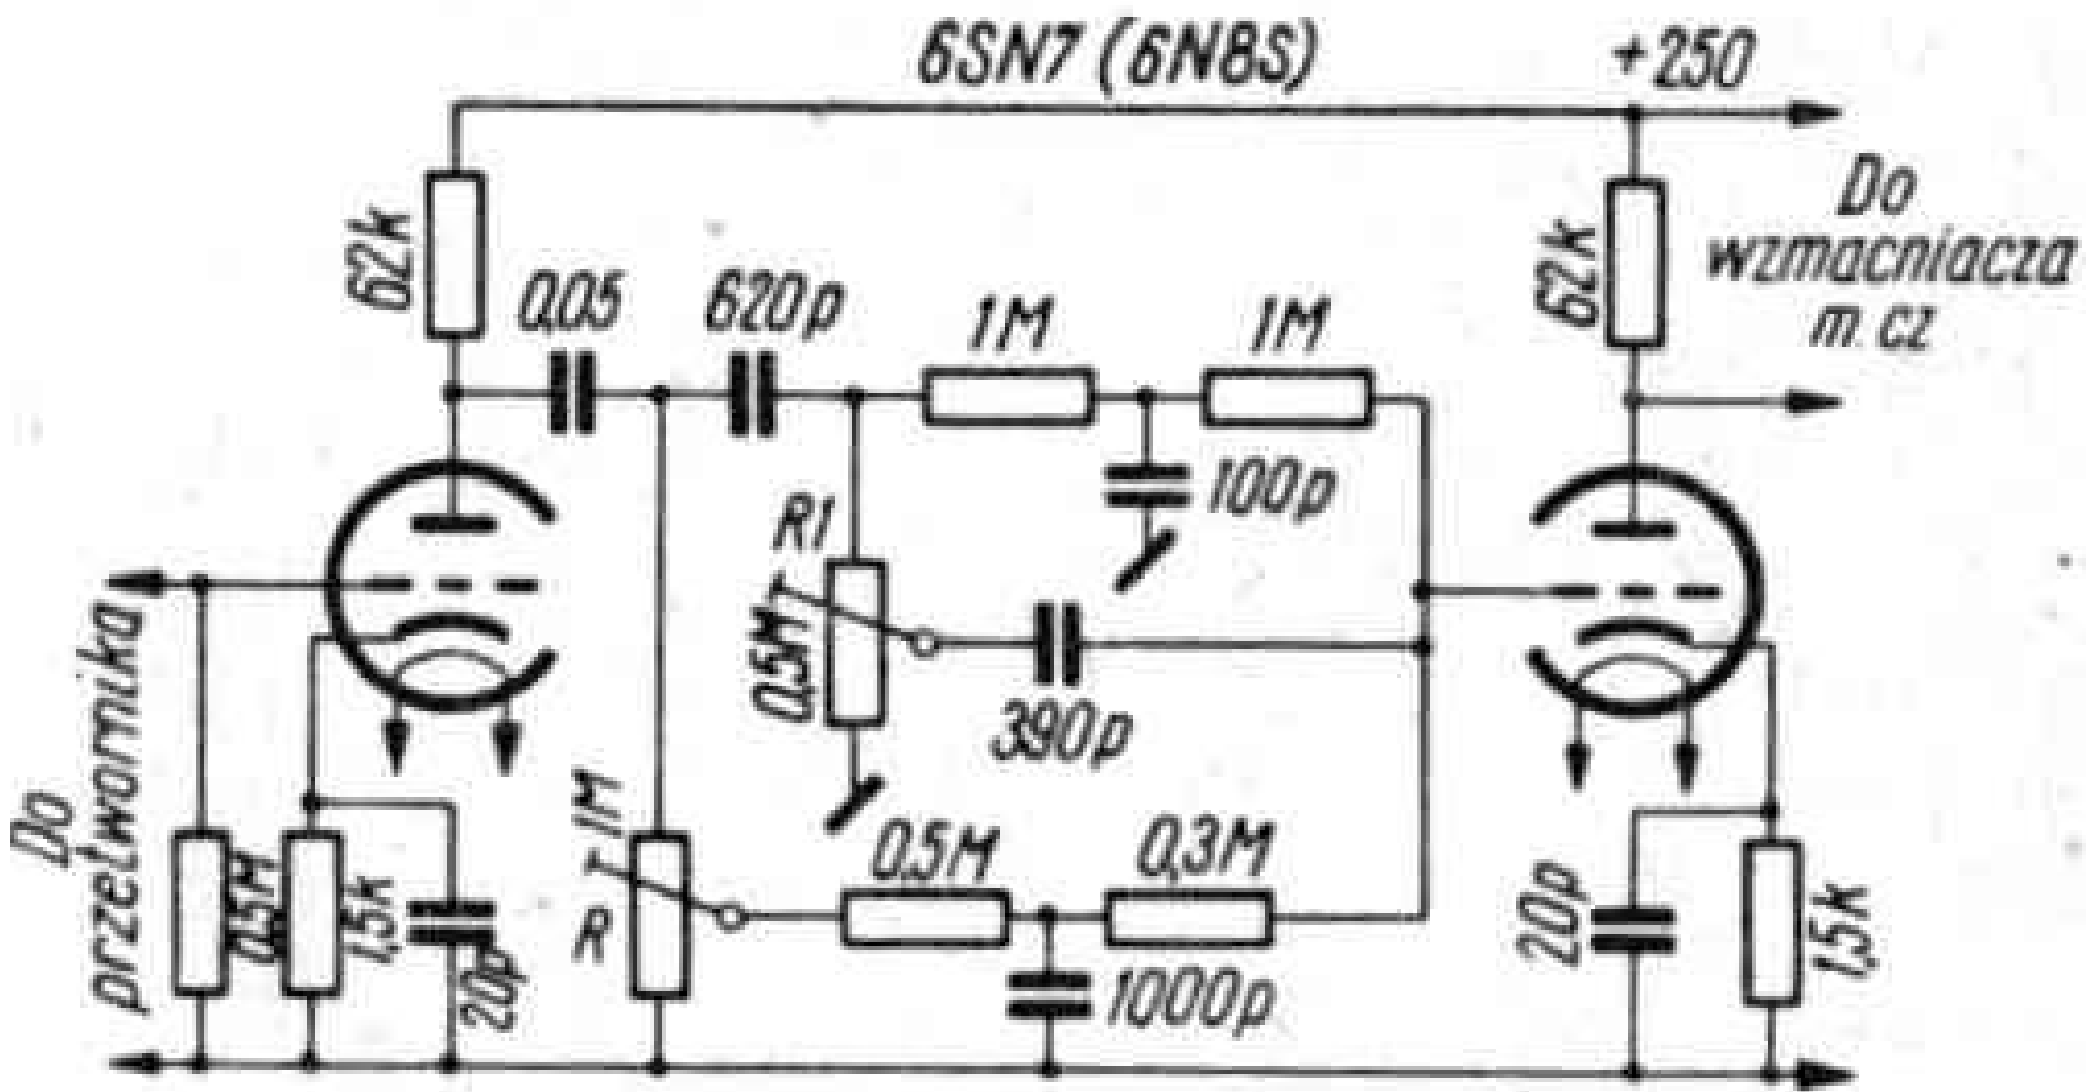 6SN7 (6N8S)
+250
62k
0,05
620p
1M
1M
62k
Do
wzmacniacza
m. cz
100p
R1
0,5M
390p
Do
przetwornika
0,5M
1,5k
20p
1M
R
0,5M
0,3M
1000p
20p
1,5k